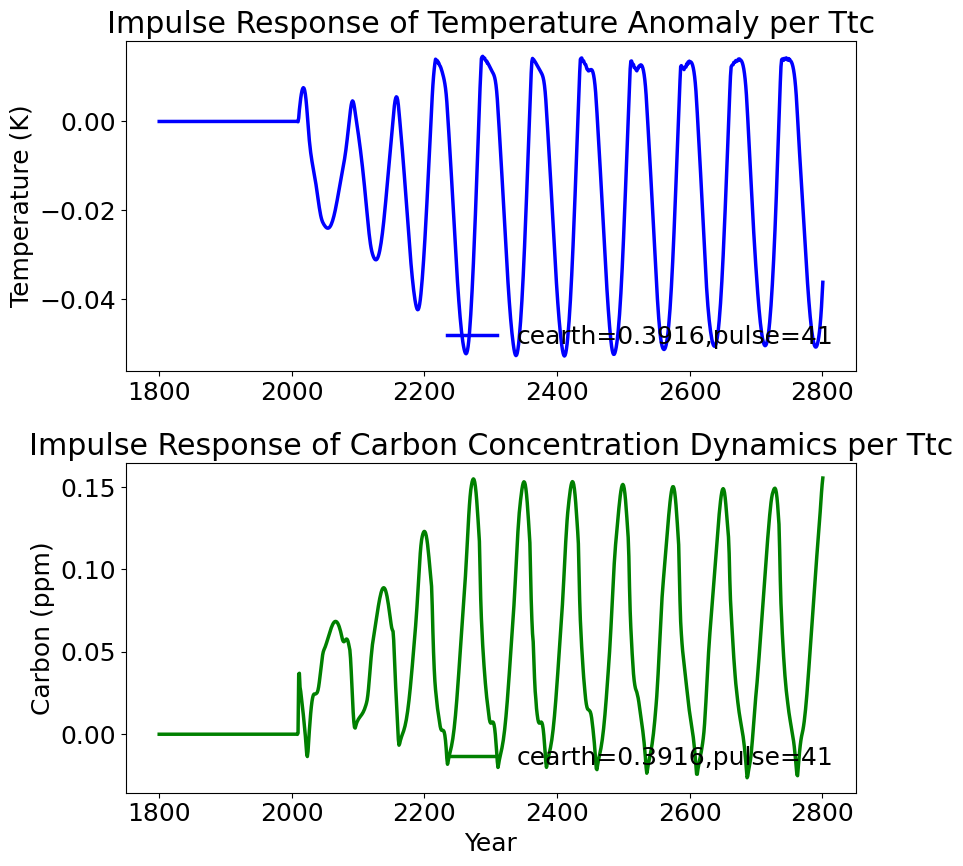 Impulse Response of Temperature Anomaly per Ttc
Temperature (K)
0.00
−0.02
−0.04
cearth=0.3916,pulse=41
1800 2000 2200 2400 2600 2800
Impulse Response of Carbon Concentration Dynamics per Ttc
Carbon (ppm)
0.15
0.10
0.05
0.00
cearth=0.3916,pulse=41
1800 2000 2200 2400 2600 2800
Year